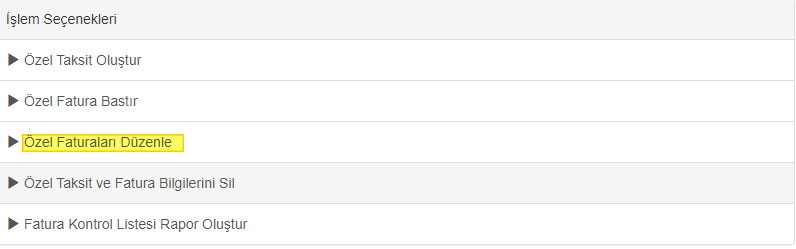 İşlem Seçenekleri
Özel Taksit Oluştur
Özel Fatura Bastır
Özel Faturaları Düzenle
Özel Taksit ve Fatura Bilgilerini Sil
Fatura Kontrol Listesi Rapor Oluştur